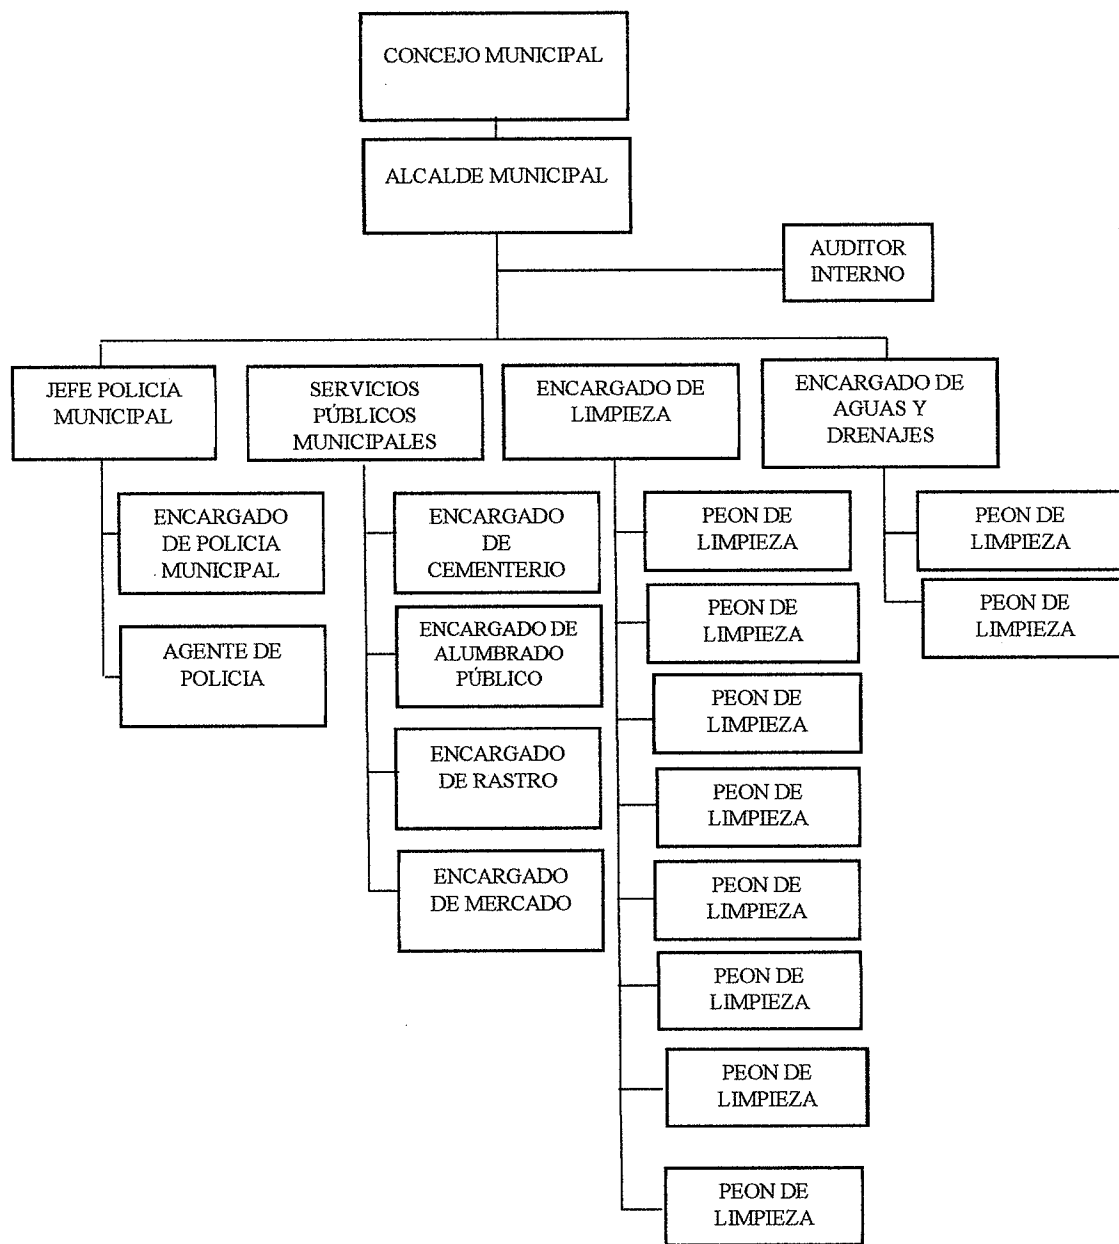 CONCEJO MUNICIPAL
ALCALDE MUNICIPAL
AUDITOR
INTERNO
JEFE POLICIA
MUNICIPAL
SERVICIOS
PÚBLICOS
MUNICIPALES
ENCARGADO DE
LIMPIEZA
ENCARGADO DE
AGUAS Y
DRENAJES
ENCARGADO
DE POLICIA
MUNICIPAL
AGENTE DE
POLICIA
ENCARGADO
DE
CEMENTERIO
ENCARGADO DE
ALUMBRADO
PÚBLICO
ENCARGADO
DE RASTRO
ENCARGADO
DE MERCADO
PEON DE
LIMPIEZA
PEON DE
LIMPIEZA
PEON DE
LIMPIEZA
PEON DE
LIMPIEZA
PEON DE
LIMPIEZA
PEON DE
LIMPIEZA
PEON DE
LIMPIEZA
PEON DE
LIMPIEZA
PEON DE
LIMPIEZA
PEON DE
LIMPIEZA